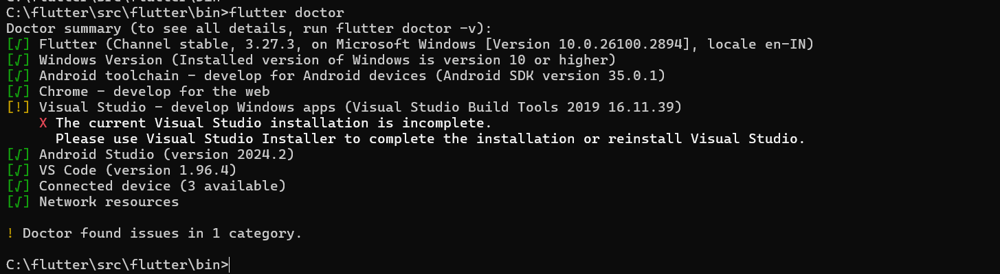 C:\flutter\src\flutter\bin>flutter doctor
Doctor summary (to see all details, run flutter doctor -v):
[√] Flutter (Channel stable, 3.27.3, on Microsoft Windows [Version 10.0.26100.2894], locale en-IN)
[√] Windows Version (Installed version of Windows is version 10 or higher)
[√] Android toolchain - develop for Android devices (Android SDK version 35.0.1)
[√] Chrome - develop for the web
[!] Visual Studio - develop Windows apps (Visual Studio Build Tools 2019 16.11.39)
X The current Visual Studio installation is incomplete.
Please use Visual Studio Installer to complete the installation or reinstall Visual Studio.
[√] Android Studio (version 2024.2)
[√] VS Code (version 1.96.4)
[√] Connected device (3 available)
[√] Network resources
! Doctor found issues in 1 category.
C:\flutter\src\flutter\bin>